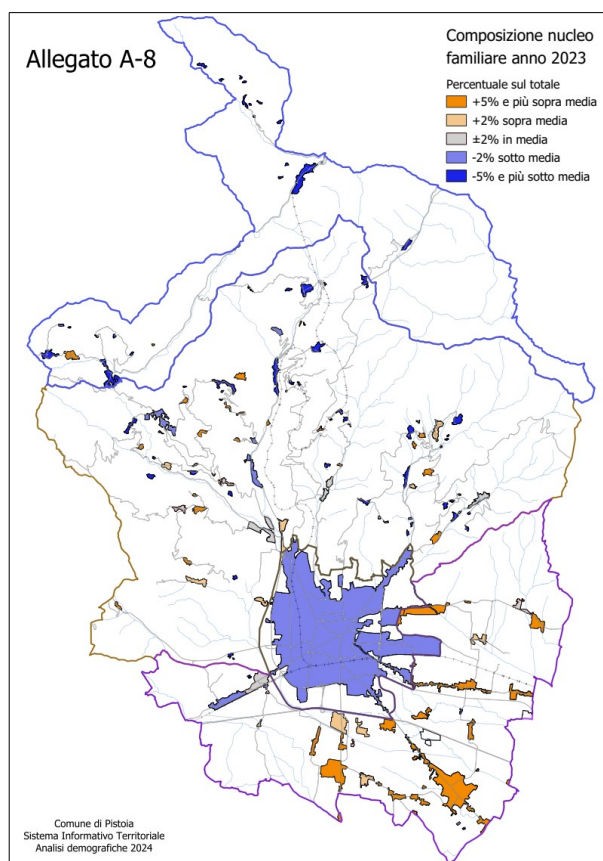 Allegato A-8
Composizione nucleo
familiare anno 2023
Percentuale sul totale
+5% e più sopra media
+2% sopra media
±2% in media
-2% sotto media
-5% e più sotto media
Comune di Pistoia
Sistema Informativo Territoriale
Analisi demografiche 2024